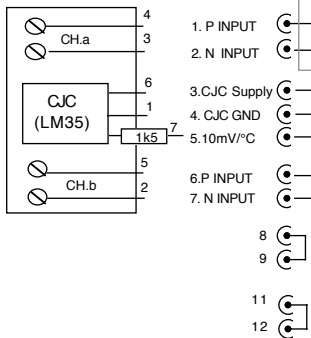 4
1. P INPUT
CH.a
3
2. N INPUT
6
3.CJC Supply
CJC
(LM35)
1
4. CJC GND
1k5
7
5.10mV/°C
5
6.P INPUT
CH.b
2
7. N INPUT
8
9
11
12